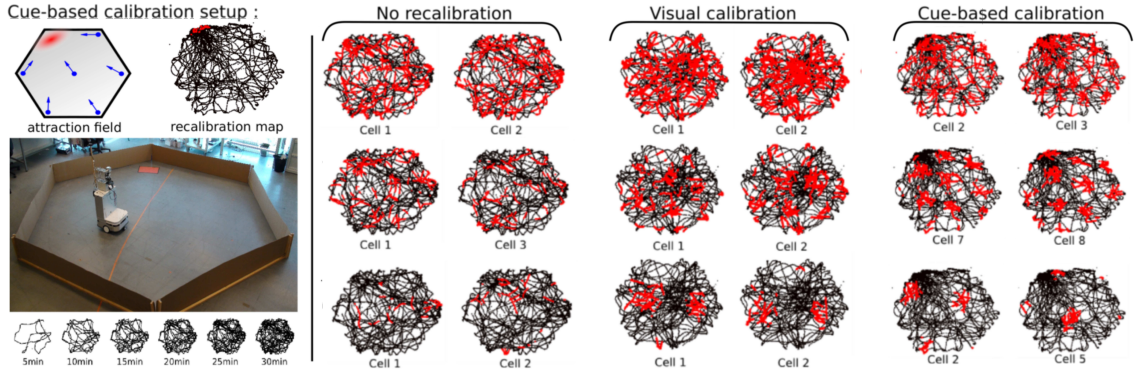 Cue-based calibration setup :
attraction field
recalibration map
5min 10min 15min 20min 25min 30min
No recalibration
Cell 1 Cell 2
Cell 1 Cell 3
Cell 1 Cell 2
Visual calibration
Cell 1 Cell 2
Cell 1 Cell 2
Cell 1 Cell 2
Cue-based calibration
Cell 2 Cell 3
Cell 7 Cell 8
Cell 2 Cell 5